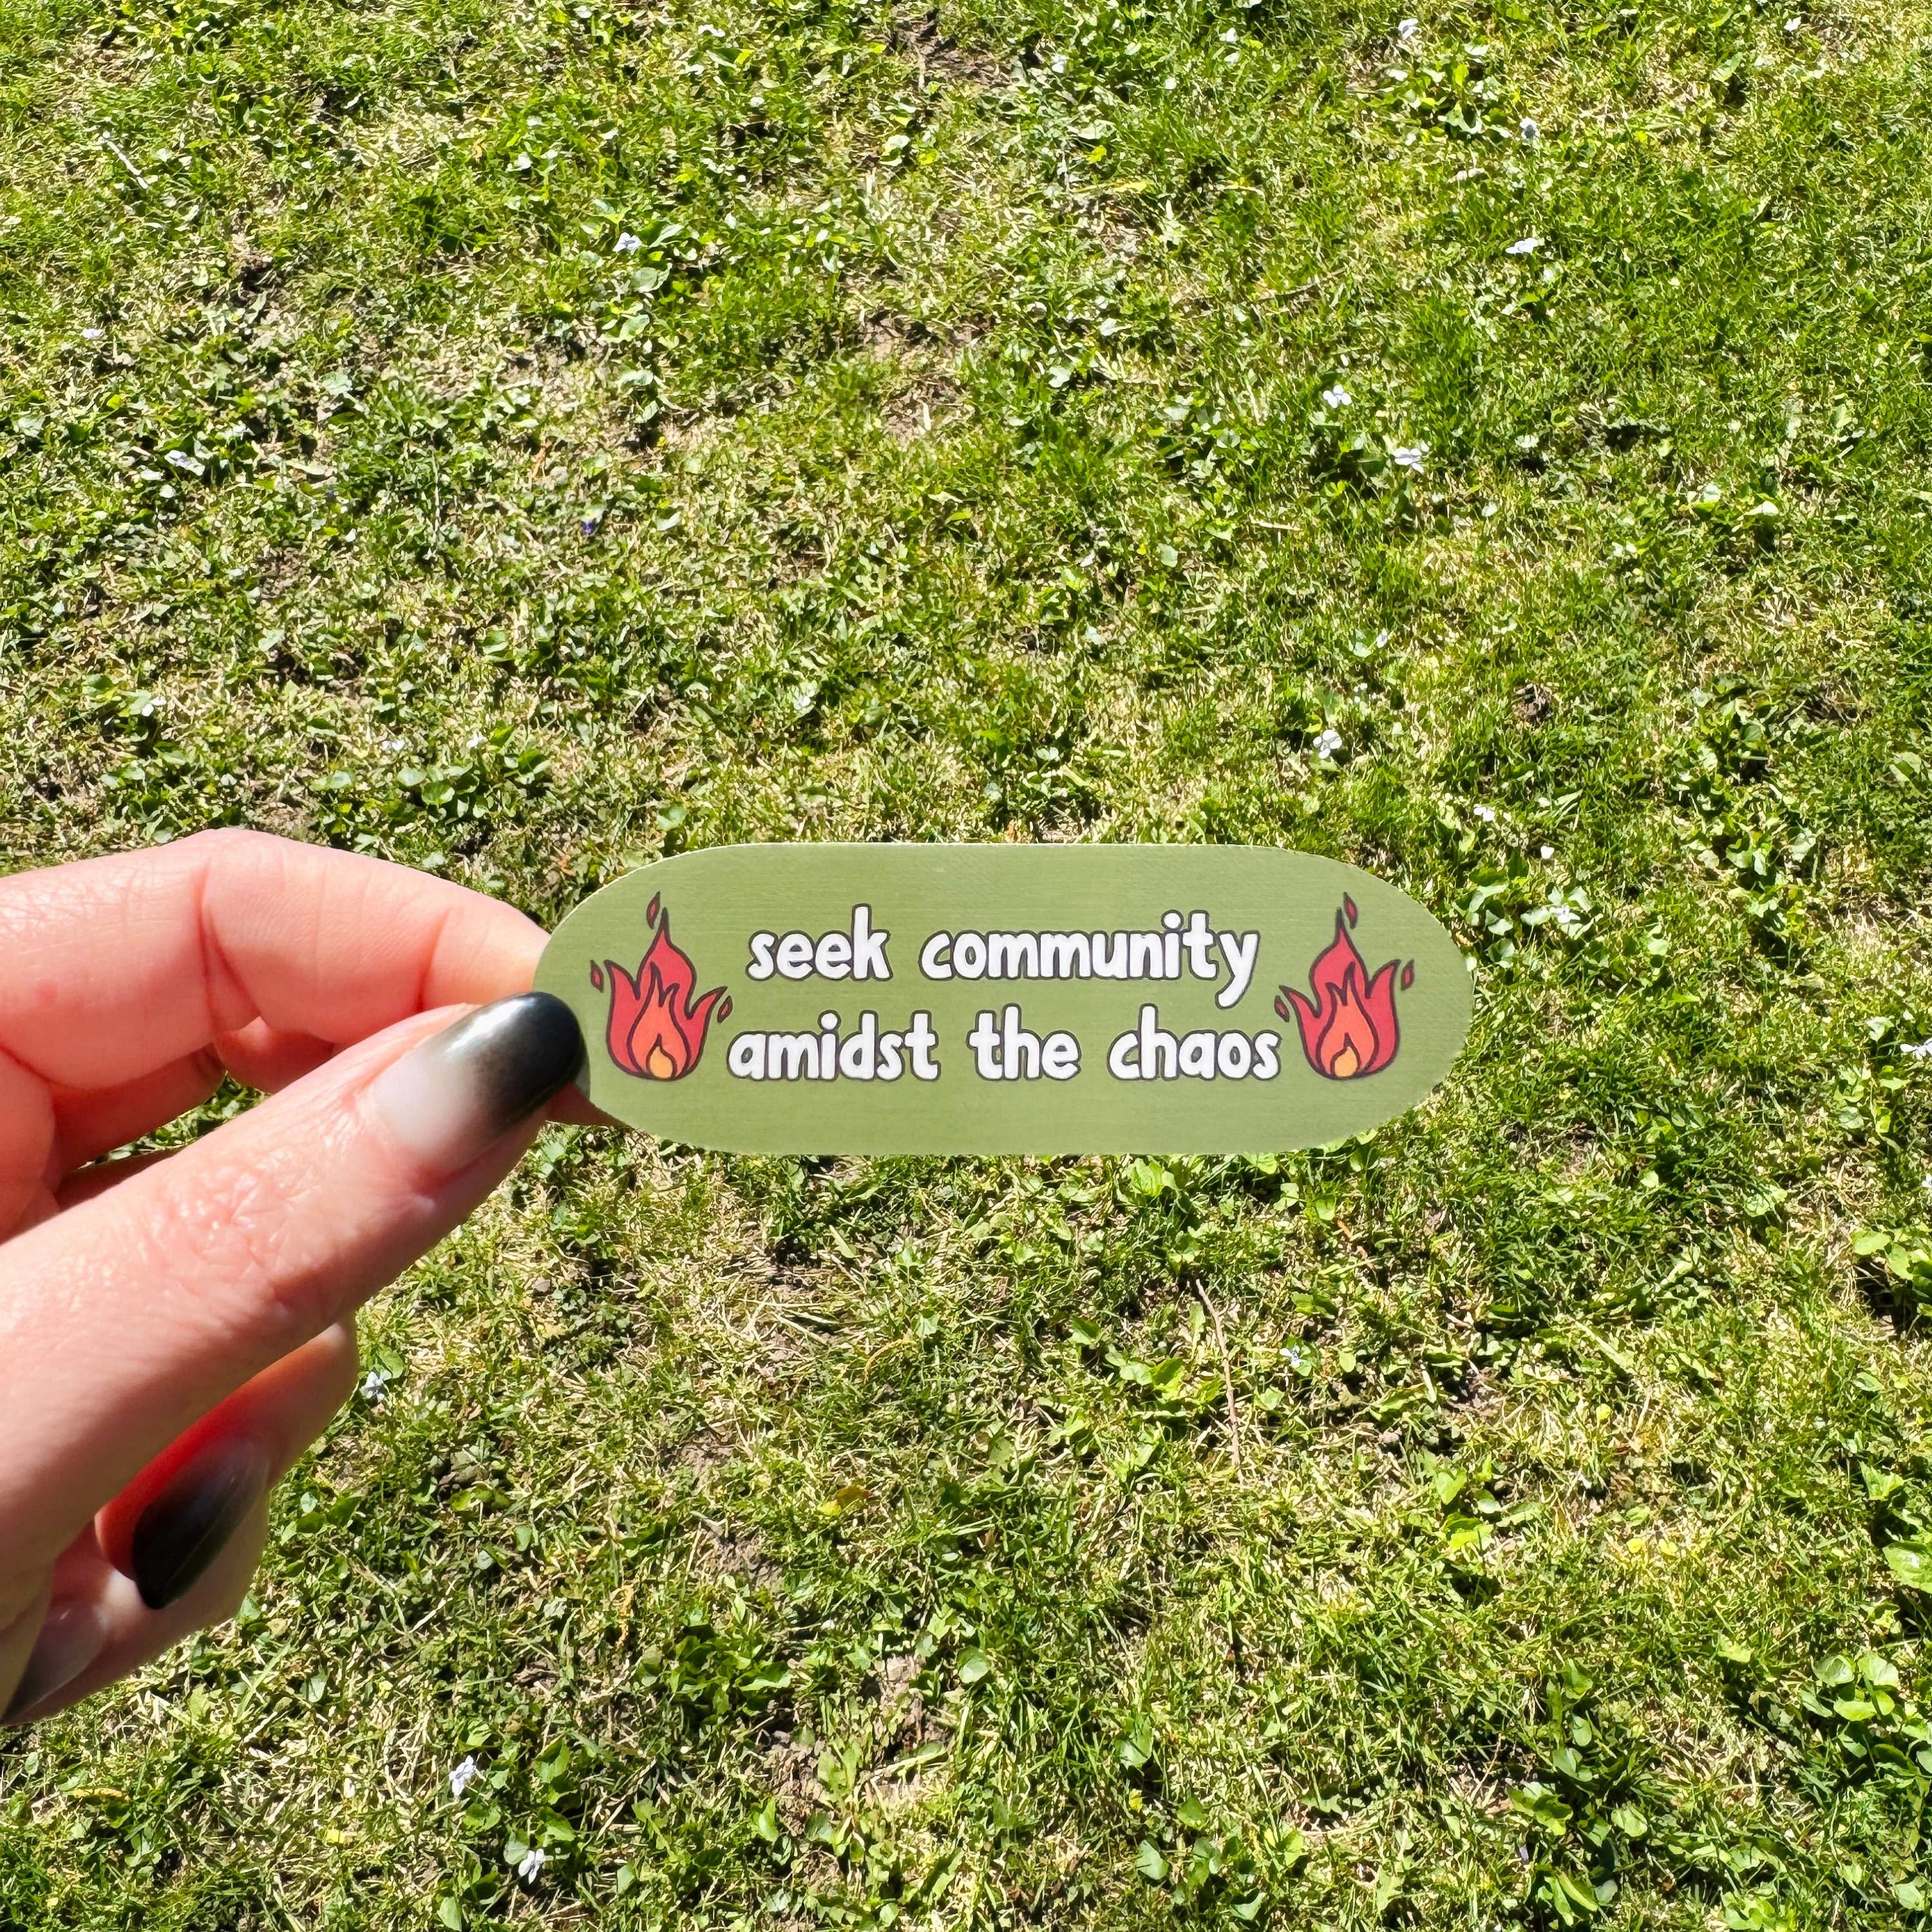 seek community
amidst the chaos